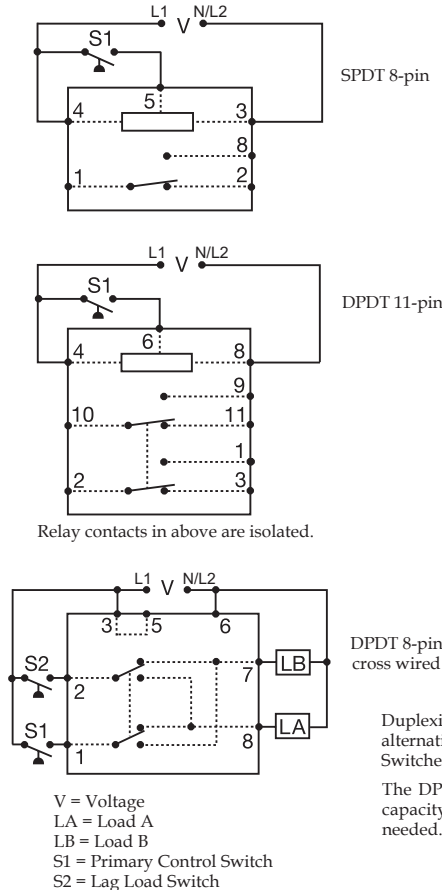 L1 V N/L2
S1
SPDT 8-pin
5
4 3
8
1 2
L1 V N/L2
S1
DPDT 11-pin
6
4 8
9
10 11
1
2 3
Relay contacts in above are isolated.
L1 V N/L2
3 5 6
DPDT 8-pin
cross wired
S2 7 LB
2
S1 8 LA
1
Duplexi
alternati
Switche
The DP
capacity
needed.
V = Voltage
LA = Load A
LB = Load B
S1 = Primary Control Switch
S2 = Lag Load Switch